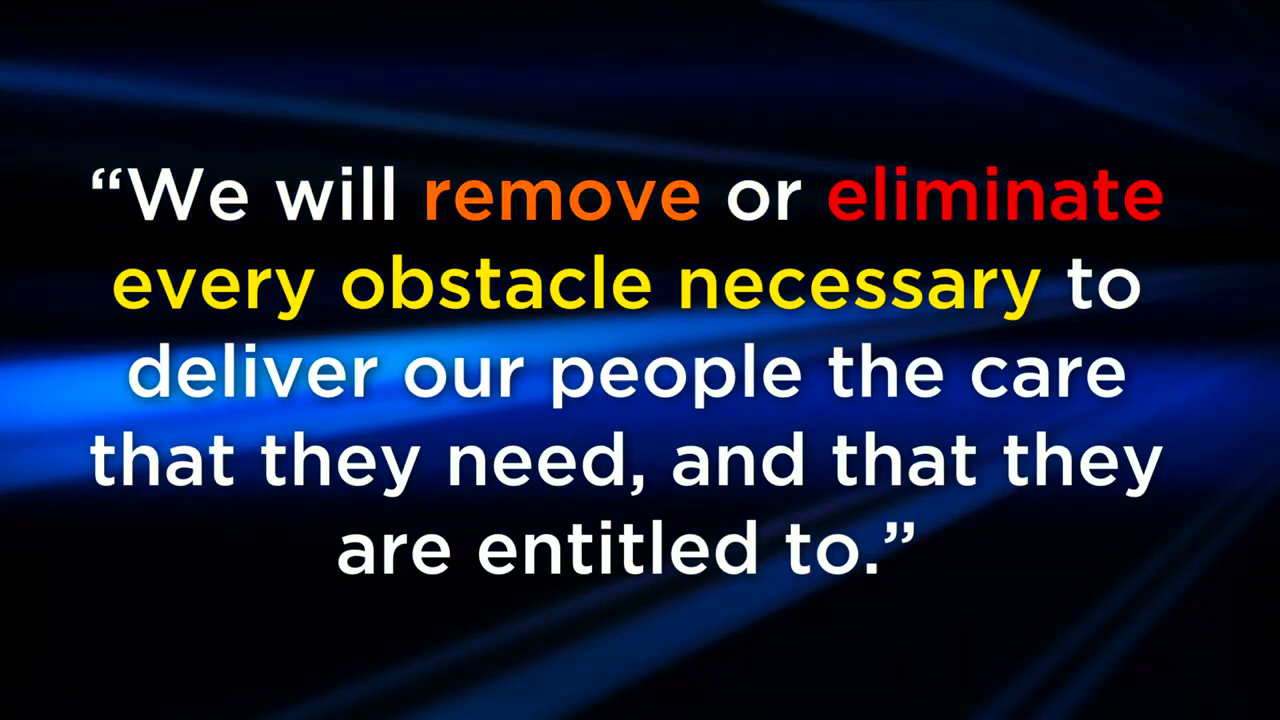 “We will remove or eliminate
every obstacle necessary to
deliver our people the care
that they need, and that they
are entitled to.”